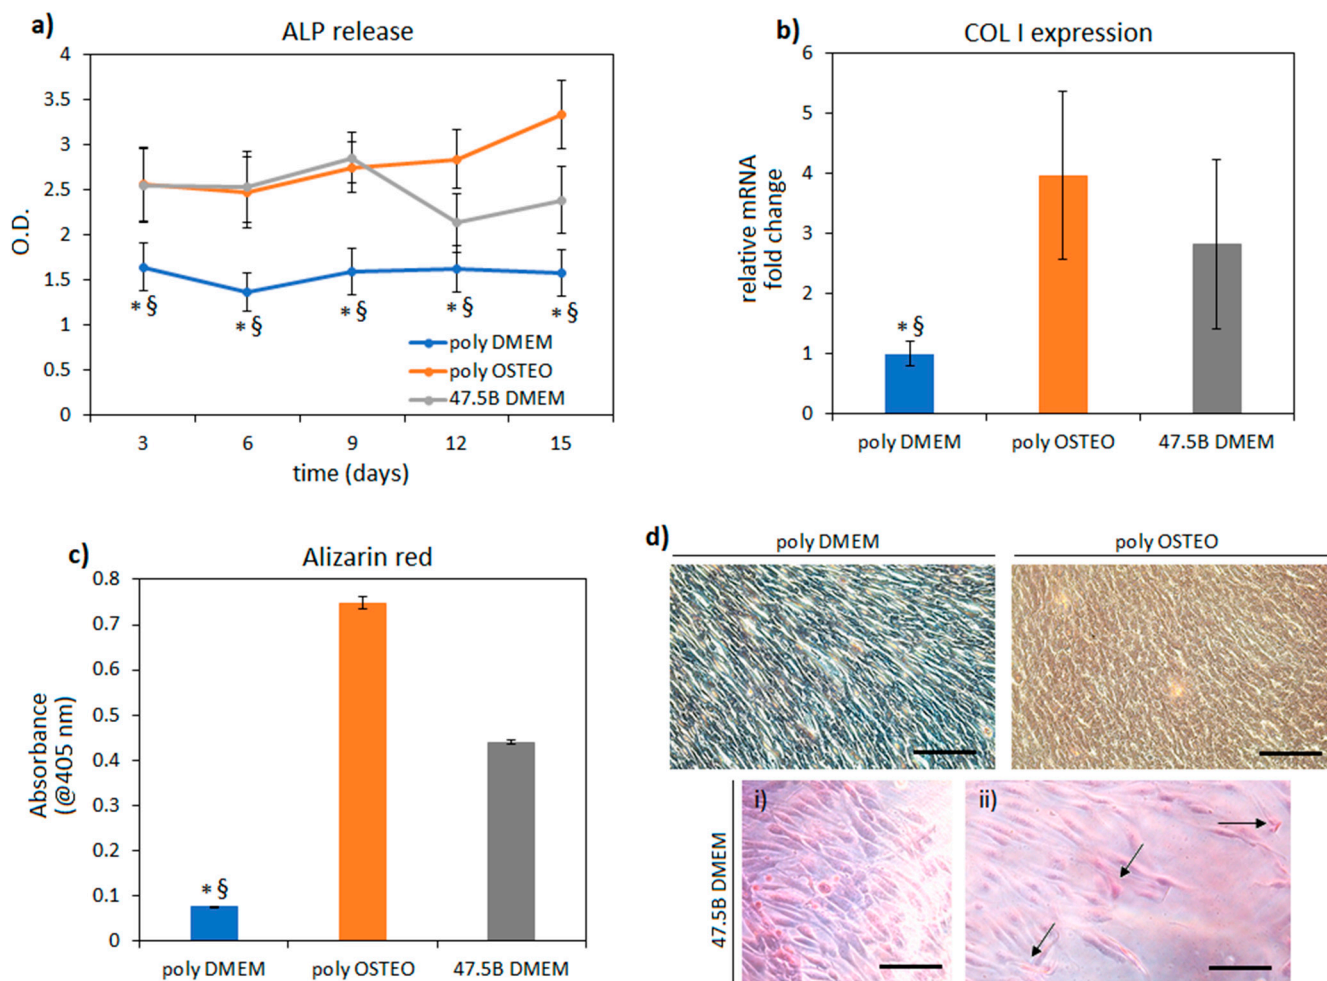 a)
ALP release
4
3.5
3
2.5
2
1.5
1
0.5
0
O.D.
* § * § * § * § * §
poly DMEM
poly OSTEO
47.5B DMEM
3 6 9 12 15
time (days)
b)
COL I expression
6
5
4
3
2
1
0
relative mRNA
fold change
* §
poly DMEM poly OSTEO 47.5B DMEM
c)
Alizarin red
0.8
0.7
0.6
0.5
0.4
0.3
0.2
0.1
0
Absorbance
(@405 nm)
* §
poly DMEM poly OSTEO 47.5B DMEM
d)
poly DMEM
poly OSTEO
47.5B DMEM
i)
ii)